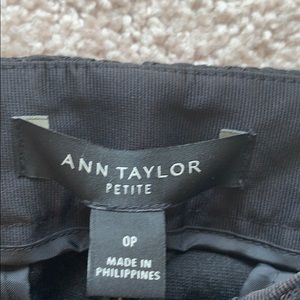 ANN TAYLOR
PETITE
0P
MADE IN
PHILIPPINES